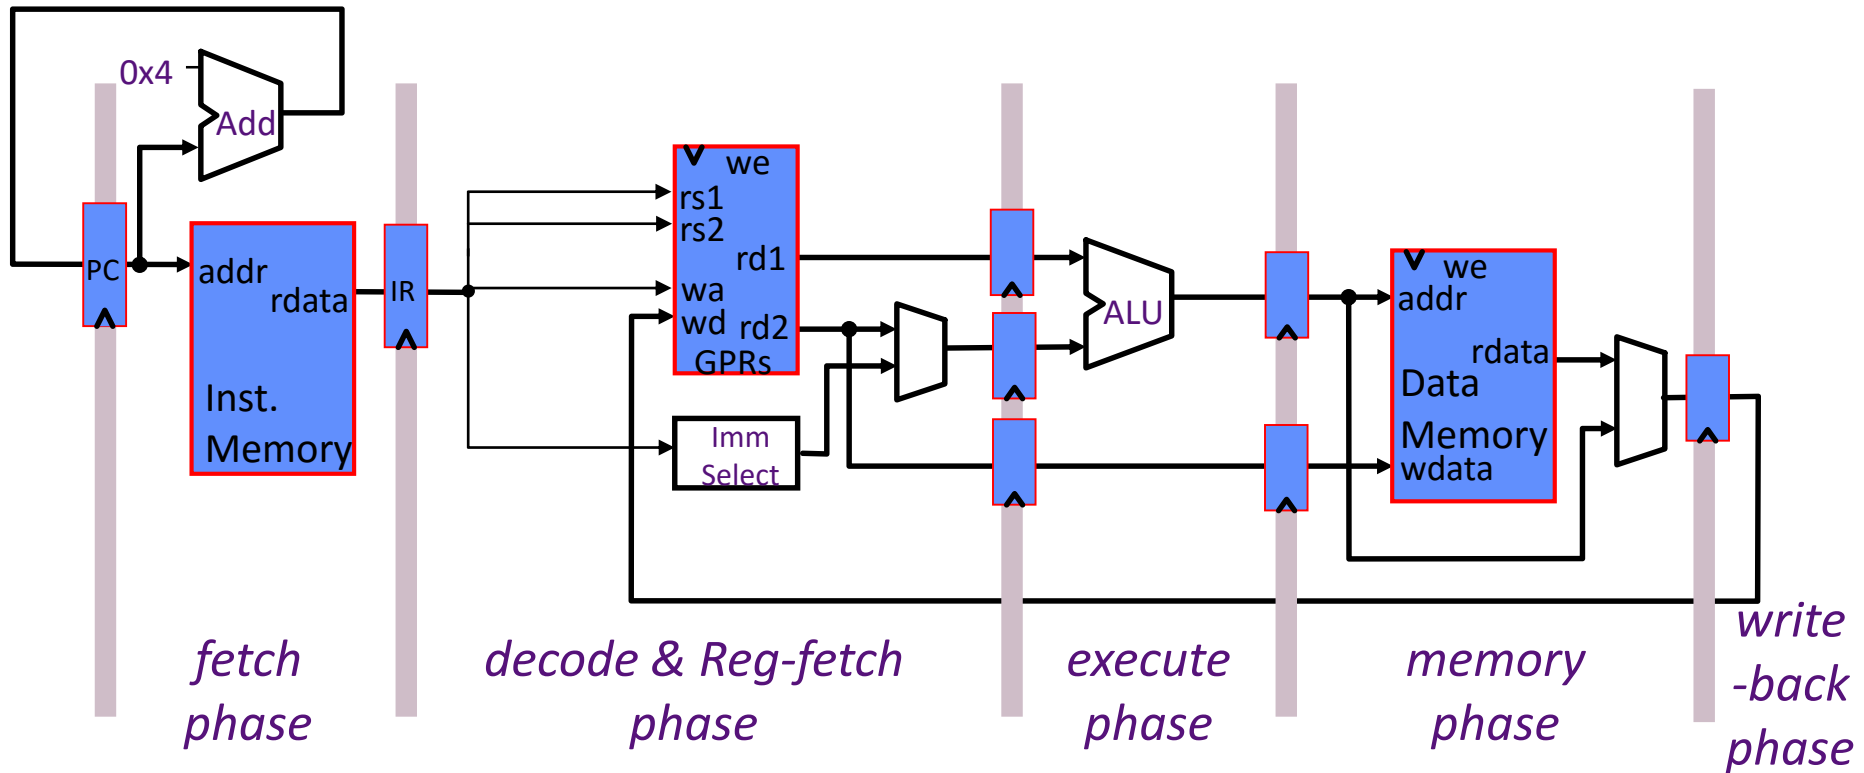 0x4
Add
PC
addr
rdata
Inst.
Memory
IR
we
rs1
rs2
rd1
wa
wd
rd2
GPRs
Imm
Select
ALU
we
addr
rdata
Data
Memory
wdata
fetch
phase
decode & Reg-fetch
phase
execute
phase
memory
phase
write
-back
phase